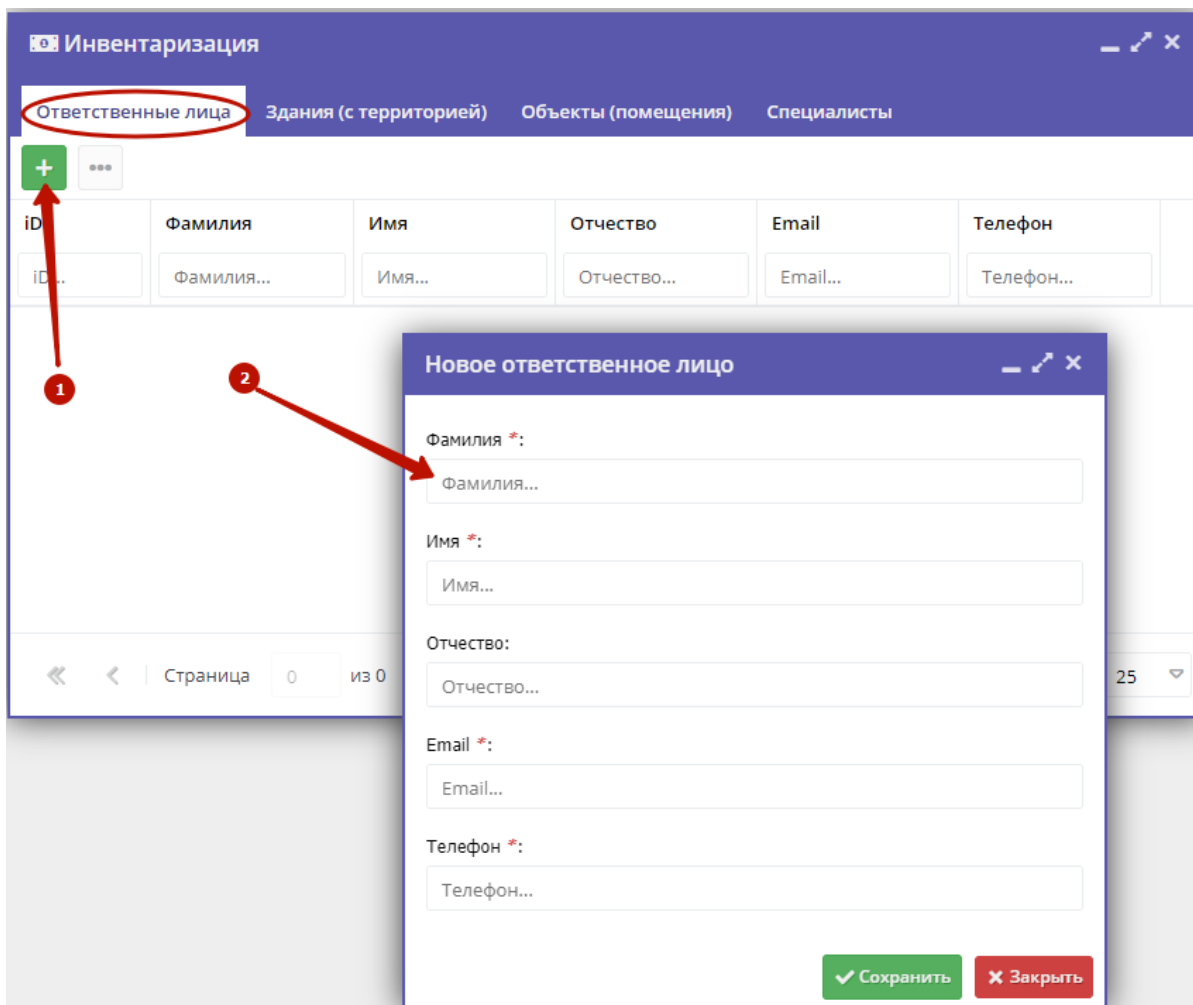 Инвентаризация
Ответственные лица Здания (с территорией) Объекты (помещения) Специалисты
iD Фамилия Имя Отчество Email Телефон
iD... Фамилия... Имя... Отчество... Email... Телефон...
1
2
Новое ответственное лицо
Фамилия *:
Фамилия...
Имя *:
Имя...
Отчество:
Отчество...
Email *:
Email...
Телефон *:
Телефон...
Страница 0 из 0 25
Сохранить Закрыть